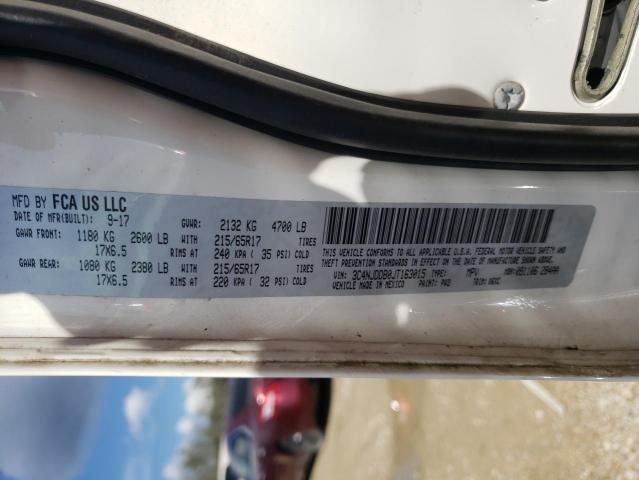 MFD BY FCA US LLC
DATE OF MFR(BUILT): 9-17 GVWR: 2132 KG 4700 LB
GAWR FRONT: 1180 KG 2600 LB WITH 215/65R17 TIRES
17X6.5 RIMS AT 240 KPA ( 35 PSI) COLD
GAWR REAR: 1080 KG 2380 LB WITH 215/65R17 TIRES
17X6.5 RIMS AT 220 KPA ( 32 PSI) COLD
THIS VEHICLE CONFORMS TO ALL APPLICABLE U.S.A. FEDERAL MOTOR VEHICLE SAFETY AND
THEFT PREVENTION STANDARDS IN EFFECT ON THE DATE OF MANUFACTURE SHOWN ABOVE.
VIN: 3C4NJDDB0JT163015 TYPE: MPV
VEHICLE MADE IN MEXICO PAINT: TRIM: